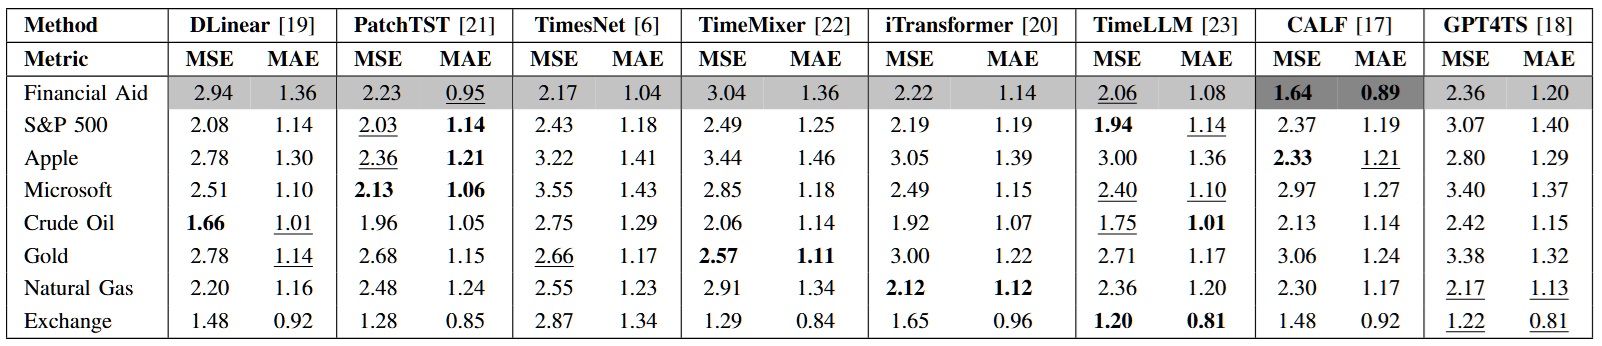 Method DLinear [19] PatchTST [21] TimesNet [6] TimeMixer [22] iTransformer [20] TimeLLM [23] CALF [17] GPT4TS [18]
Metric MSE MAE MSE MAE MSE MAE MSE MAE MSE MAE MSE MAE MSE MAE MSE MAE
Financial Aid 2.94 1.36 2.23 0.95 2.17 1.04 3.04 1.36 2.22 1.14 2.06 1.08 1.64 0.89 2.36 1.20
S&P 500 2.08 1.14 2.03 1.14 2.43 1.18 2.49 1.25 2.19 1.19 1.94 1.14 2.37 1.19 3.07 1.40
Apple 2.78 1.30 2.36 1.21 3.22 1.41 3.44 1.46 3.05 1.39 3.00 1.36 2.33 1.21 2.80 1.29
Microsoft 2.51 1.10 2.13 1.06 3.55 1.43 2.85 1.18 2.49 1.15 2.40 1.10 2.97 1.27 3.40 1.37
Crude Oil 1.66 1.01 1.96 1.05 2.75 1.29 2.06 1.14 1.92 1.07 1.75 1.01 2.13 1.14 2.42 1.15
Gold 2.78 1.14 2.68 1.15 2.66 1.17 2.57 1.11 3.00 1.22 2.71 1.17 3.06 1.24 3.38 1.32
Natural Gas 2.20 1.16 2.48 1.24 2.55 1.23 2.91 1.34 2.12 1.12 2.36 1.20 2.30 1.17 2.17 1.13
Exchange 1.48 0.92 1.28 0.85 2.87 1.34 1.29 0.84 1.65 0.96 1.20 0.81 1.48 0.92 1.22 0.81